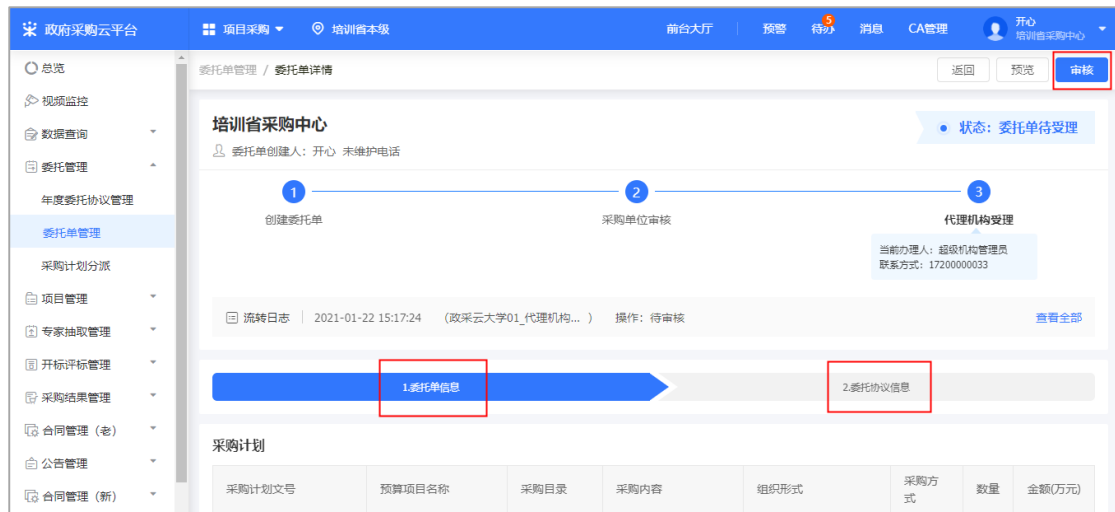 政府采购云平台
项目采购
培训省本级
前台大厅
预警
待办
5
消息
CA管理
开心
培训省采购中心
总览
视频监控
数据查询
委托管理
年度委托协议管理
委托单管理
采购计划分派
项目管理
专家抽取管理
开标评标管理
采购结果管理
合同管理（老）
公告管理
合同管理（新）
委托单管理 / 委托单详情
返回
预览
审核
培训省采购中心
委托单创建人：开心 未维护电话
状态：委托单待受理
1
2
3
创建委托单
采购单位审核
代理机构受理
当前办理人：超级机构管理员
联系方式：17200000033
流转日志 2021-01-22 15:17:24 （政采云大学01_代理机构... ） 操作：待审核
查看全部
1.委托单信息
2.委托协议信息
采购计划
采购计划文号
预算项目名称
采购目录
采购内容
组织形式
采购方
式
数量
金额(万元)